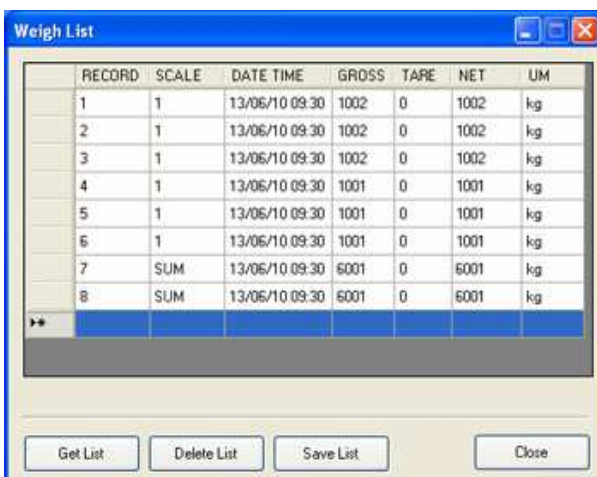 Weigh List
RECORD SCALE DATE TIME GROSS TARE NET UM
1 1 13/06/10 09:30 1002 0 1002 kg
2 1 13/06/10 09:30 1002 0 1002 kg
3 1 13/06/10 09:30 1002 0 1002 kg
4 1 13/06/10 09:30 1001 0 1001 kg
5 1 13/06/10 09:30 1001 0 1001 kg
6 1 13/06/10 09:30 1001 0 1001 kg
7 SUM 13/06/10 09:30 6001 0 6001 kg
8 SUM 13/06/10 09:30 6001 0 6001 kg
Get List Delete List Save List Close